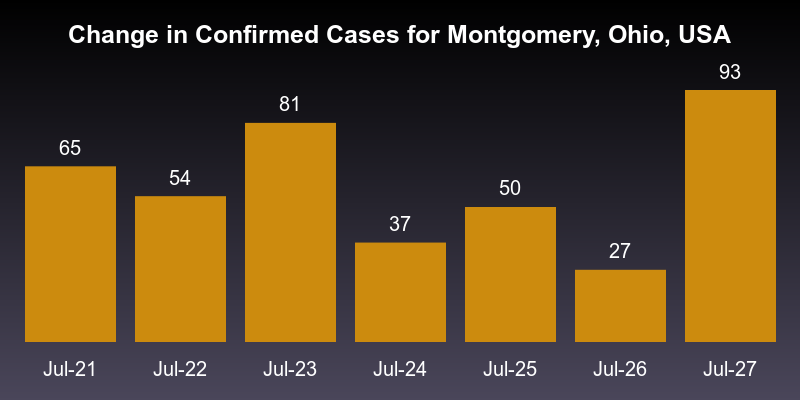 Change in Confirmed Cases for Montgomery, Ohio, USA
65
54
81
37
50
27
93
Jul-21
Jul-22
Jul-23
Jul-24
Jul-25
Jul-26
Jul-27